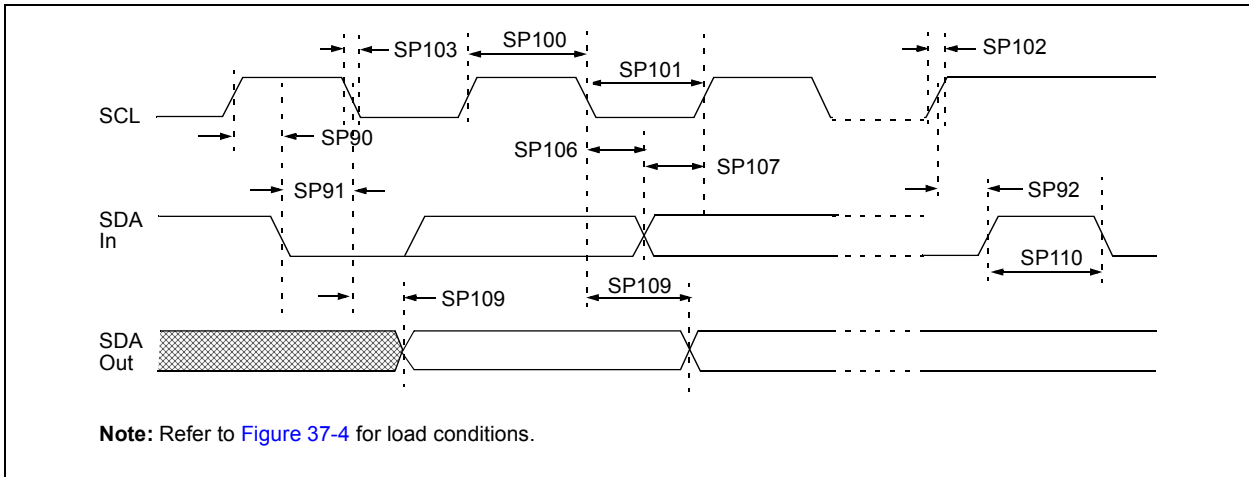 SP103
SP100
SP102
SP101
SCL
SP90
SP106
SP107
SP91
SP92
SDA
In
SP110
SP109
SP109
SDA
Out
Note: Refer to Figure 37-4 for load conditions.